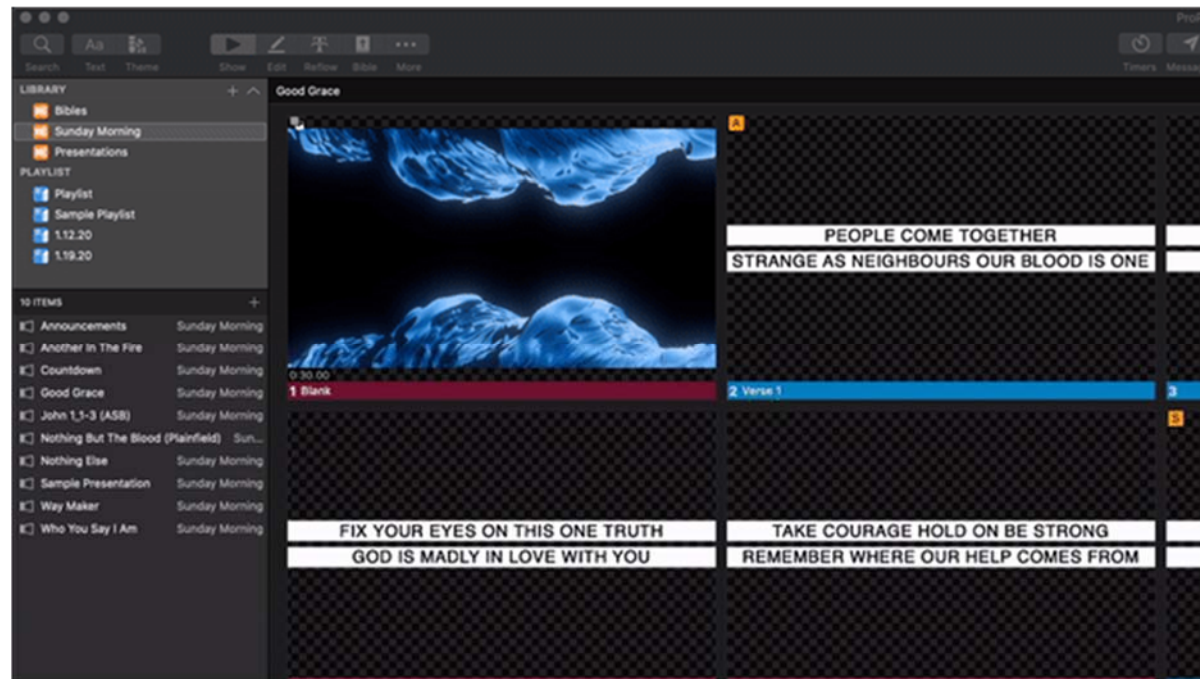 Pro
Search
Text
Theme
Show
Edit
Reflow
Bible
More
Timers
Messa
LIBRARY
Bibles
Sunday Morning
Presentations
PLAYLIST
Playlist
Sample Playlist
1.12.20
1.19.20
10 ITEMS
Announcements Sunday Morning
Another In The Fire Sunday Morning
Countdown Sunday Morning
Good Grace Sunday Morning
John 1_1-3 (ASB) Sunday Morning
Nothing But The Blood (Plainfield) Sun...
Nothing Else Sunday Morning
Sample Presentation Sunday Morning
Way Maker Sunday Morning
Who You Say I Am Sunday Morning
Good Grace
0:30.00
1 Blank
A
PEOPLE COME TOGETHER
STRANGE AS NEIGHBOURS OUR BLOOD IS ONE
2 Verse 1
3
FIX YOUR EYES ON THIS ONE TRUTH
GOD IS MADLY IN LOVE WITH YOU
TAKE COURAGE HOLD ON BE STRONG
REMEMBER WHERE OUR HELP COMES FROM
S